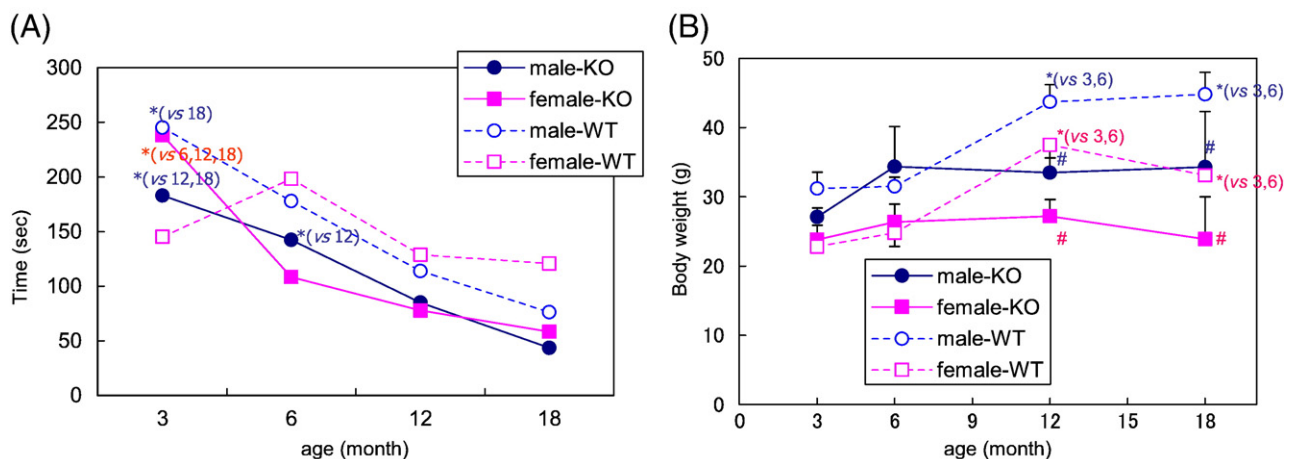 (A)
300
250
200
150
100
50
0
Time (sec)
3 6 12 18
age (month)
male-KO
female-KO
male-WT
female-WT
*(vs 18)
*(vs 6,12,18)
*(vs 12,18)
*(vs 12)
(B)
50
40
30
20
10
0
Body weight (g)
0 3 6 9 12 15 18
age (month)
*(vs 3,6)
*(vs 3,6)
*(vs 3,6)
#
#
*(vs 3,6)
#
#
male-KO
female-KO
male-WT
female-WT